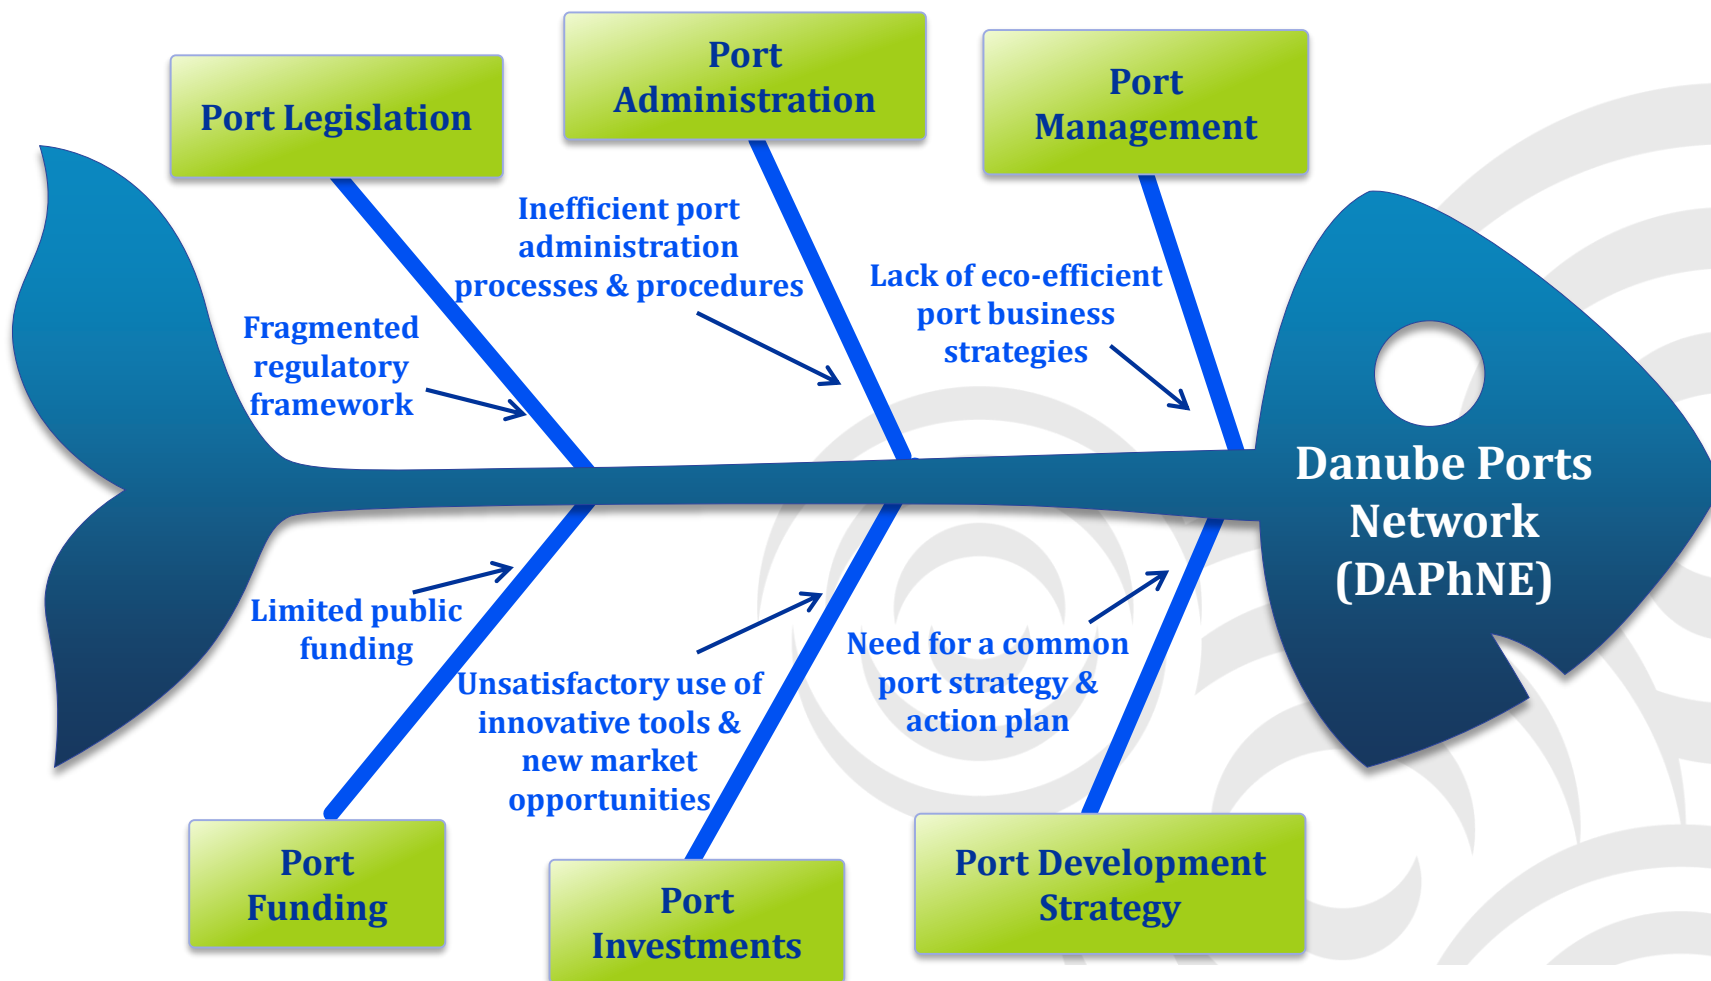 Port Legislation
Port
Administration
Port
Management
Inefficient port
administration
processes & procedures
Lack of eco-efficient
port business
strategies
Fragmented
regulatory
framework
Danube Ports
Network
(DAPhNE)
Limited public
funding
Unsatisfactory use of
innovative tools &
new market
opportunities
Need for a common
port strategy &
action plan
Port
Funding
Port
Investments
Port Development
Strategy